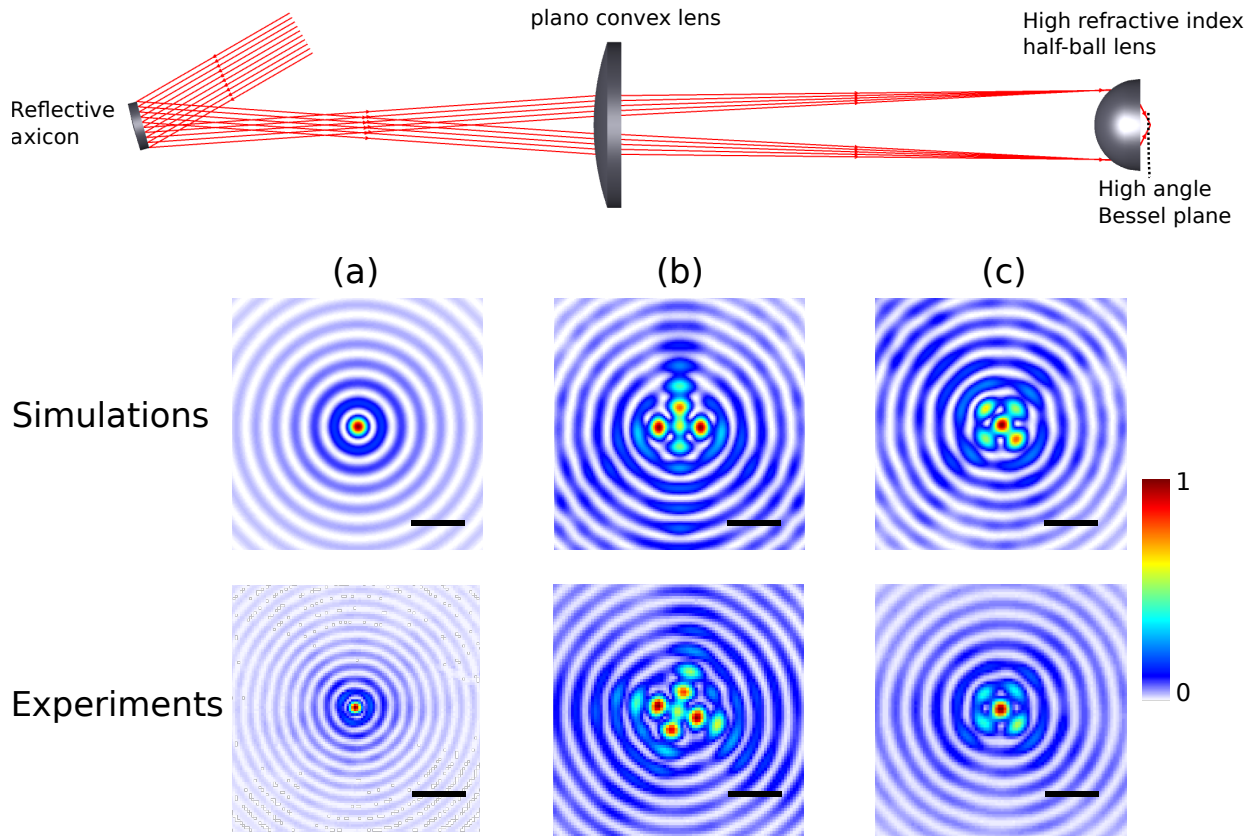 plano convex lens
High refractive index
half-ball lens
Reflective
axicon
High angle
Bessel plane
(a)
(b)
(c)
Simulations
1
0
Experiments